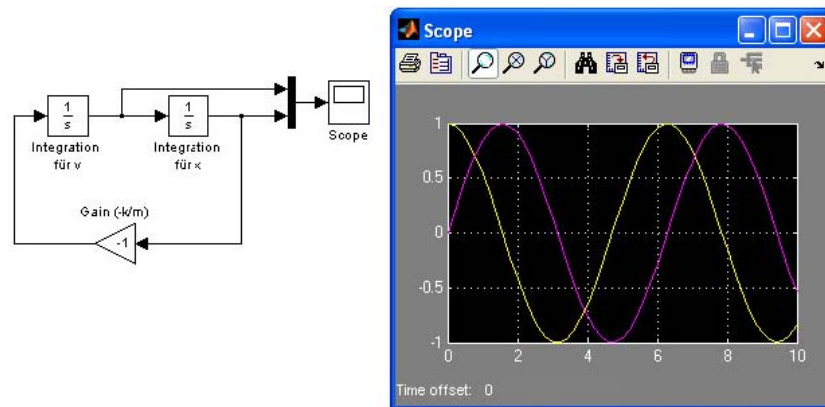 1
s
Integration
für v
1
s
Integration
für x
Scope
Gain (-k/m)
-1
Scope
1
0.5
0
-0.5
-1
0
2
4
6
8
10
Time offset: 0